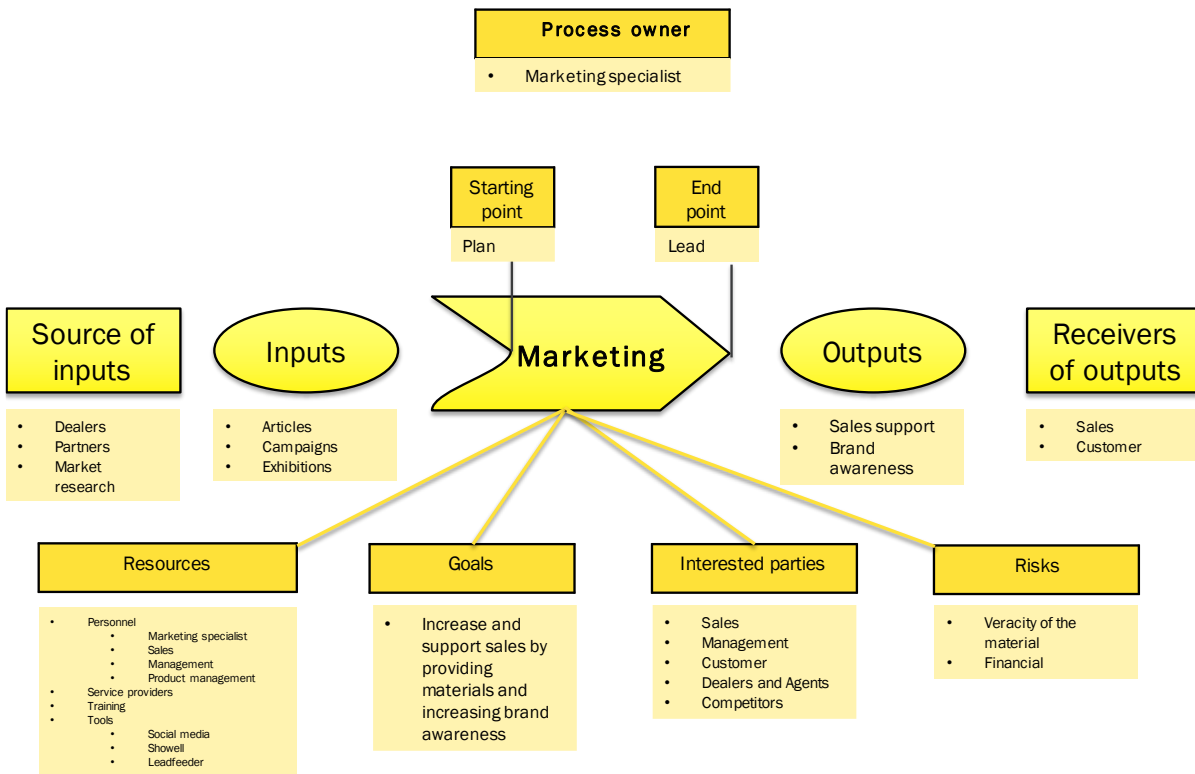 Process owner
• Marketing specialist
Starting
point
Plan
End
point
Lead
Source of
inputs
• Dealers
• Partners
• Market
research
Inputs
• Articles
• Campaigns
• Exhibitions
Marketing
Outputs
• Sales support
• Brand
awareness
Receivers
of outputs
• Sales
• Customer
Resources
• Personnel
• Marketing specialist
• Sales
• Management
• Product management
• Service providers
• Training
• Tools
• Social media
• Showell
• Leadfeeder
Goals
• Increase and
support sales by
providing
materials and
increasing brand
awareness
Interested parties
• Sales
• Management
• Customer
• Dealers and Agents
• Competitors
Risks
• Veracity of the
material
• Financial